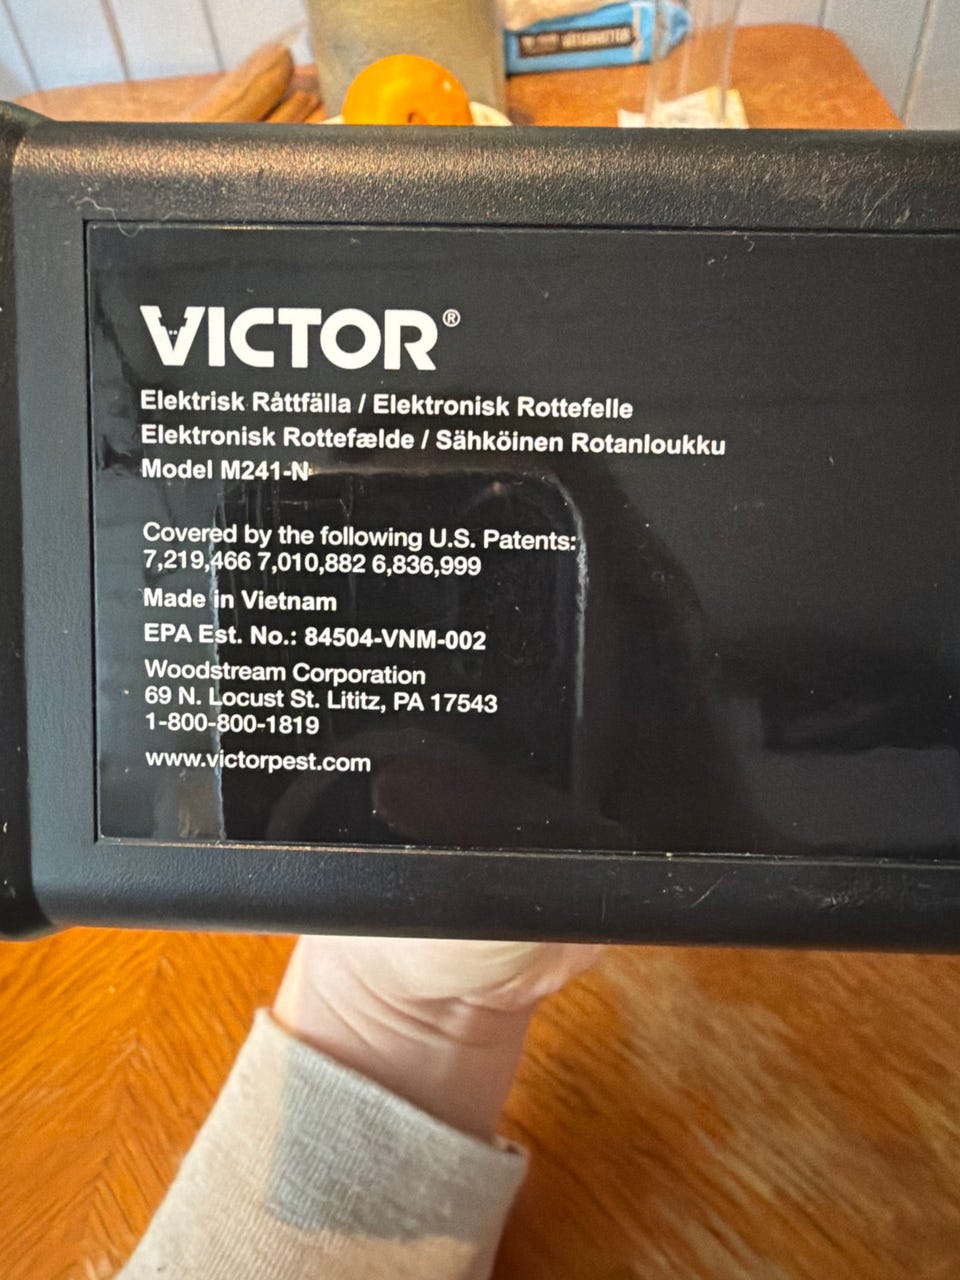 VICTOR®
Elektrisk Råttfälla / Elektronisk Rottefelle
Elektronisk Rottefælde / Sähköinen Rotanloukku
Model M241-N
Covered by the following U.S. Patents:
7,219,466 7,010,882 6,836,999
Made in Vietnam
EPA Est. No.: 84504-VNM-002
Woodstream Corporation
69 N. Locust St. Lititz, PA 17543
1-800-800-1819
www.victorpest.com